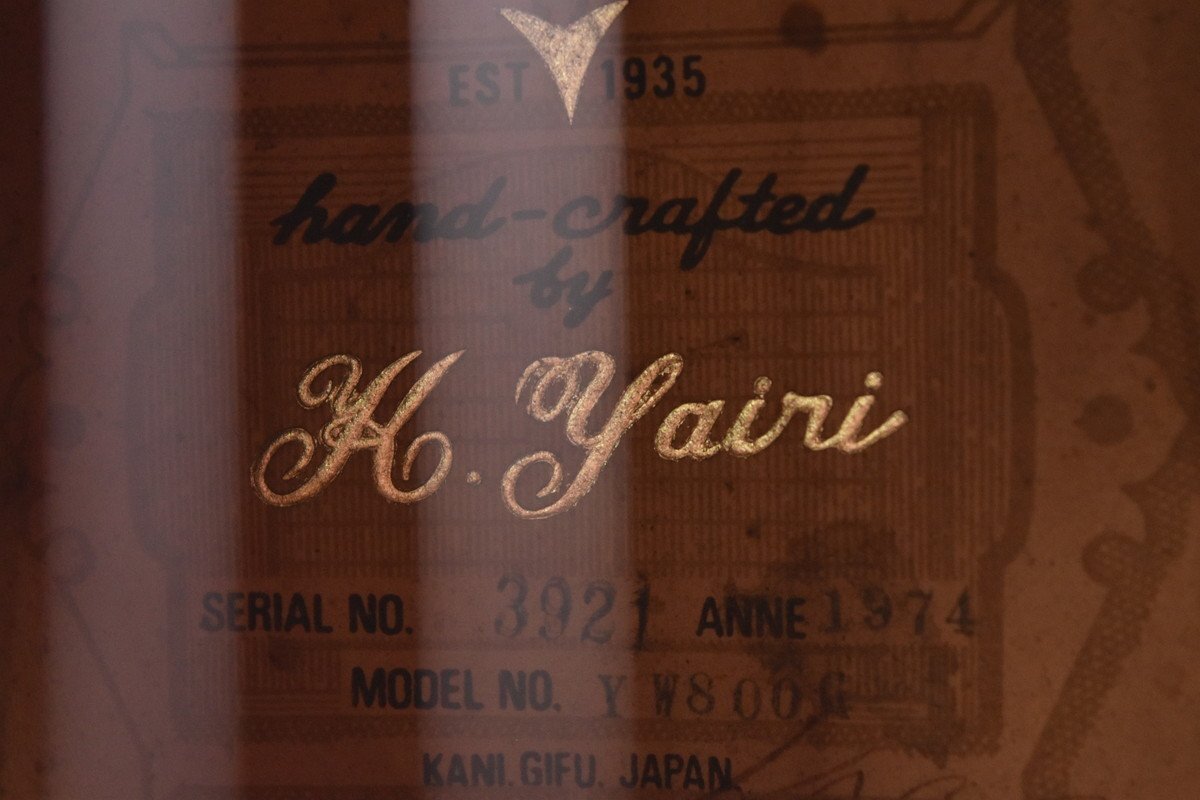 EST 1935
hand-crafted
by
H. Yairi
SERIAL NO. 3921 ANNE 1974
MODEL NO. YW800G
KANI. GIFU. JAPAN.